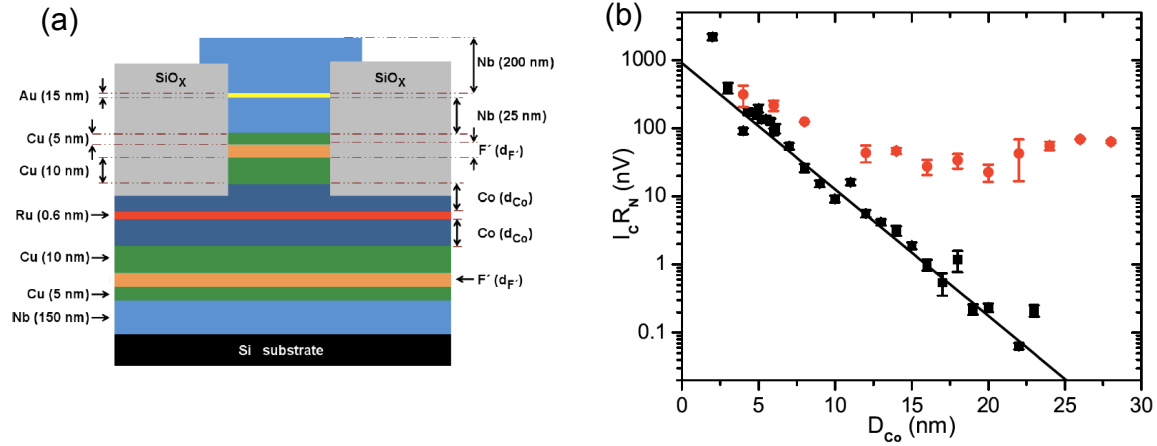 (a)
Nb
(200 nm)
SiOX
SiOX
Au (15 nm)
Nb
(25 nm)
Cu (5 nm)
F´ (dF´)
Cu (10 nm)
Co (dCo)
Ru (0.6 nm)
Co (dCo)
Cu (10 nm)
F´ (dF´)
Cu (5 nm)
Nb (150 nm)
Si substrate
(b)
1000
100
10
1
0.1
ICRN (nV)
0 5 10 15 20 25 30
DCo (nm)